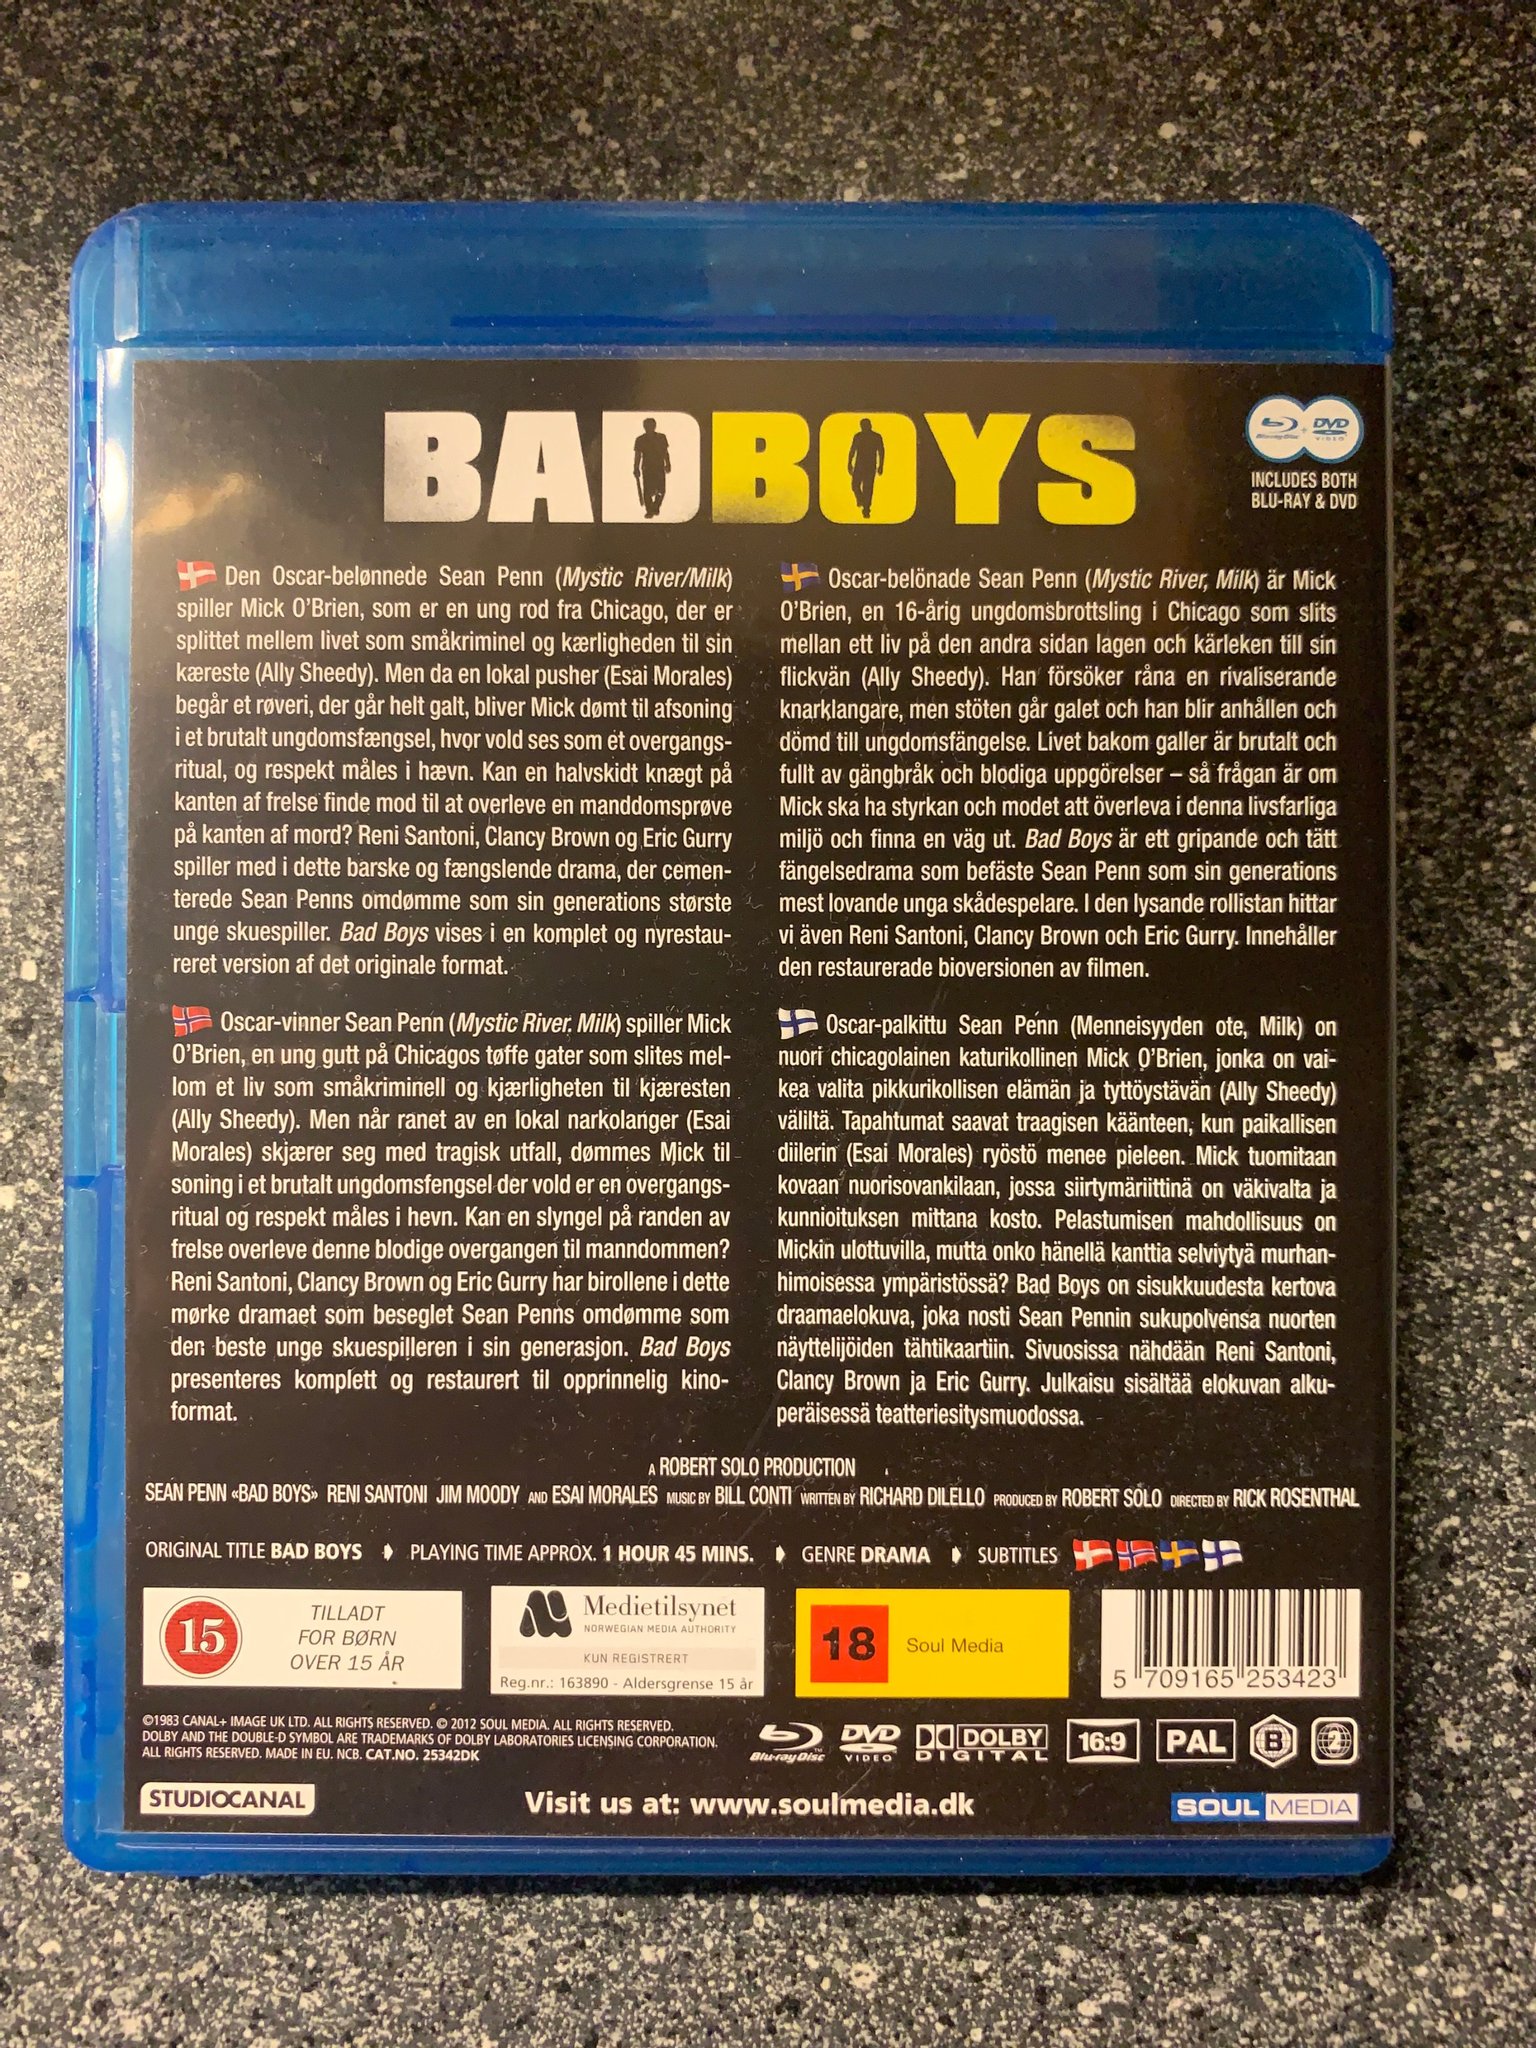 BADBOYS
Blu-ray Disc + DVD VIDEO
INCLUDES BOTH
BLU-RAY & DVD
Den Oscar-belønnede Sean Penn (Mystic River/Milk)
spiller Mick O'Brien, som er en ung rod fra Chicago, der er
splittet mellem livet som småkriminel og kærligheden til sin
kæreste (Ally Sheedy). Men da en lokal pusher (Esai Morales)
begår et røveri, der går helt galt, bliver Mick dømt til afsoning
i et brutalt ungdomsfængsel, hvor vold ses som et overgangs-
ritual, og respekt måles i hævn. Kan en halvskidt knægt på
kanten af frelse finde mod til at overleve en manddomsprøve
på kanten af mord? Reni Santoni, Clancy Brown og Eric Gurry
spiller med i dette barske og fængslende drama, der cemen-
terede Sean Penns omdømme som sin generations største
unge skuespiller. Bad Boys vises i en komplet og nyrestau-
reret version af det originale format.
Oscar-belönade Sean Penn (Mystic River, Milk) är Mick
O'Brien, en 16-årig ungdomsbrottsling i Chicago som slits
mellan ett liv på den andra sidan lagen och kärleken till sin
flickvän (Ally Sheedy). Han försöker råna en rivaliserande
knarklangare, men stöten går galet och han blir anhållen och
dömd till ungdomsfängelse. Livet bakom galler är brutalt och
fullt av gängbråk och blodiga uppgörelser – så frågan är om
Mick ska ha styrkan och modet att överleva i denna livsfarliga
miljö och finna en väg ut. Bad Boys är ett gripande och tätt
fängelsedrama som befäste Sean Penn som sin generations
mest lovande unga skådespelare. I den lysande rollistan hittar
vi även Reni Santoni, Clancy Brown och Eric Gurry. Innehåller
den restaurerade bioversionen av filmen.
Oscar-vinner Sean Penn (Mystic River. Milk) spiller Mick
O'Brien, en ung gutt på Chicagos tøffe gater som slites mel-
lom et liv som småkriminell og kjærligheten til kjæresten
(Ally Sheedy). Men når ranet av en lokal narkolanger (Esai
Morales) skjærer seg med tragisk utfall, dømmes Mick til
soning i et brutalt ungdomsfengsel der vold er en overgangs-
ritual og respekt måles i hevn. Kan en slyngel på randen av
frelse overleve denne blodige overgangen til manndommen?
Reni Santoni, Clancy Brown og Eric Gurry har birollene i dette
mørke dramaet som beseglet Sean Penns omdømme som
den beste unge skuespilleren i sin generasjon. Bad Boys
presenteres komplett og restaurert til opprinnelig kino-
format.
Oscar-palkittu Sean Penn (Menneisyyden ote, Milk) on
nuori chicagolainen katurikollinen Mick O'Brien, jonka on vai-
kea valita pikkurikollisen elämän ja tyttöystävän (Ally Sheedy)
väliltä. Tapahtumat saavat traagisen käänteen, kun paikallisen
diilerin (Esai Morales) ryöstö menee pieleen. Mick tuomitaan
kovaan nuorisovankilaan, jossa siirtymäriittinä on väkivalta ja
kunnioituksen mittana kosto. Pelastumisen mahdollisuus on
Mickin ulottuvilla, mutta onko hänellä kanttia selviytyä murhan-
himoisessa ympäristössä? Bad Boys on sisukkuudesta kertova
draamaelokuva, joka nosti Sean Pennin sukupolvensa nuorten
näyttelijöiden tähtikaartiin. Sivuosissa nähdään Reni Santoni,
Clancy Brown ja Eric Gurry. Julkaisu sisältää elokuvan alku-
peräisessä teatteriesitysmuodossa.
A ROBERT SOLO PRODUCTION
SEAN PENN «BAD BOYS» RENI SANTONI JIM MOODY AND ESAI MORALES MUSIC BY BILL CONTI WRITTEN BY RICHARD DILELLO PRODUCED BY ROBERT SOLO DIRECTED BY RICK ROSENTHAL
ORIGINAL TITLE BAD BOYS PLAYING TIME APPROX. 1 HOUR 45 MINS. GENRE DRAMA SUBTITLES
15
TILLADT
FOR BØRN
OVER 15 ÅR
Medietilsynet
NORWEGIAN MEDIA AUTHORITY
KUN REGISTRERT
Reg.nr.: 163890 - Aldersgrense 15 år
18 Soul Media
5 709165 253423
©1983 CANAL+ IMAGE UK LTD. ALL RIGHTS RESERVED. © 2012 SOUL MEDIA. ALL RIGHTS RESERVED.
DOLBY AND THE DOUBLE-D SYMBOL ARE TRADEMARKS OF DOLBY LABORATORIES LICENSING CORPORATION.
ALL RIGHTS RESERVED. MADE IN EU. NCB. CAT.NO. 25342DK
Blu-ray Disc DVD VIDEO DOLBY DIGITAL 16:9 PAL B 2
STUDIOCANAL
Visit us at: www.soulmedia.dk
SOUL MEDIA